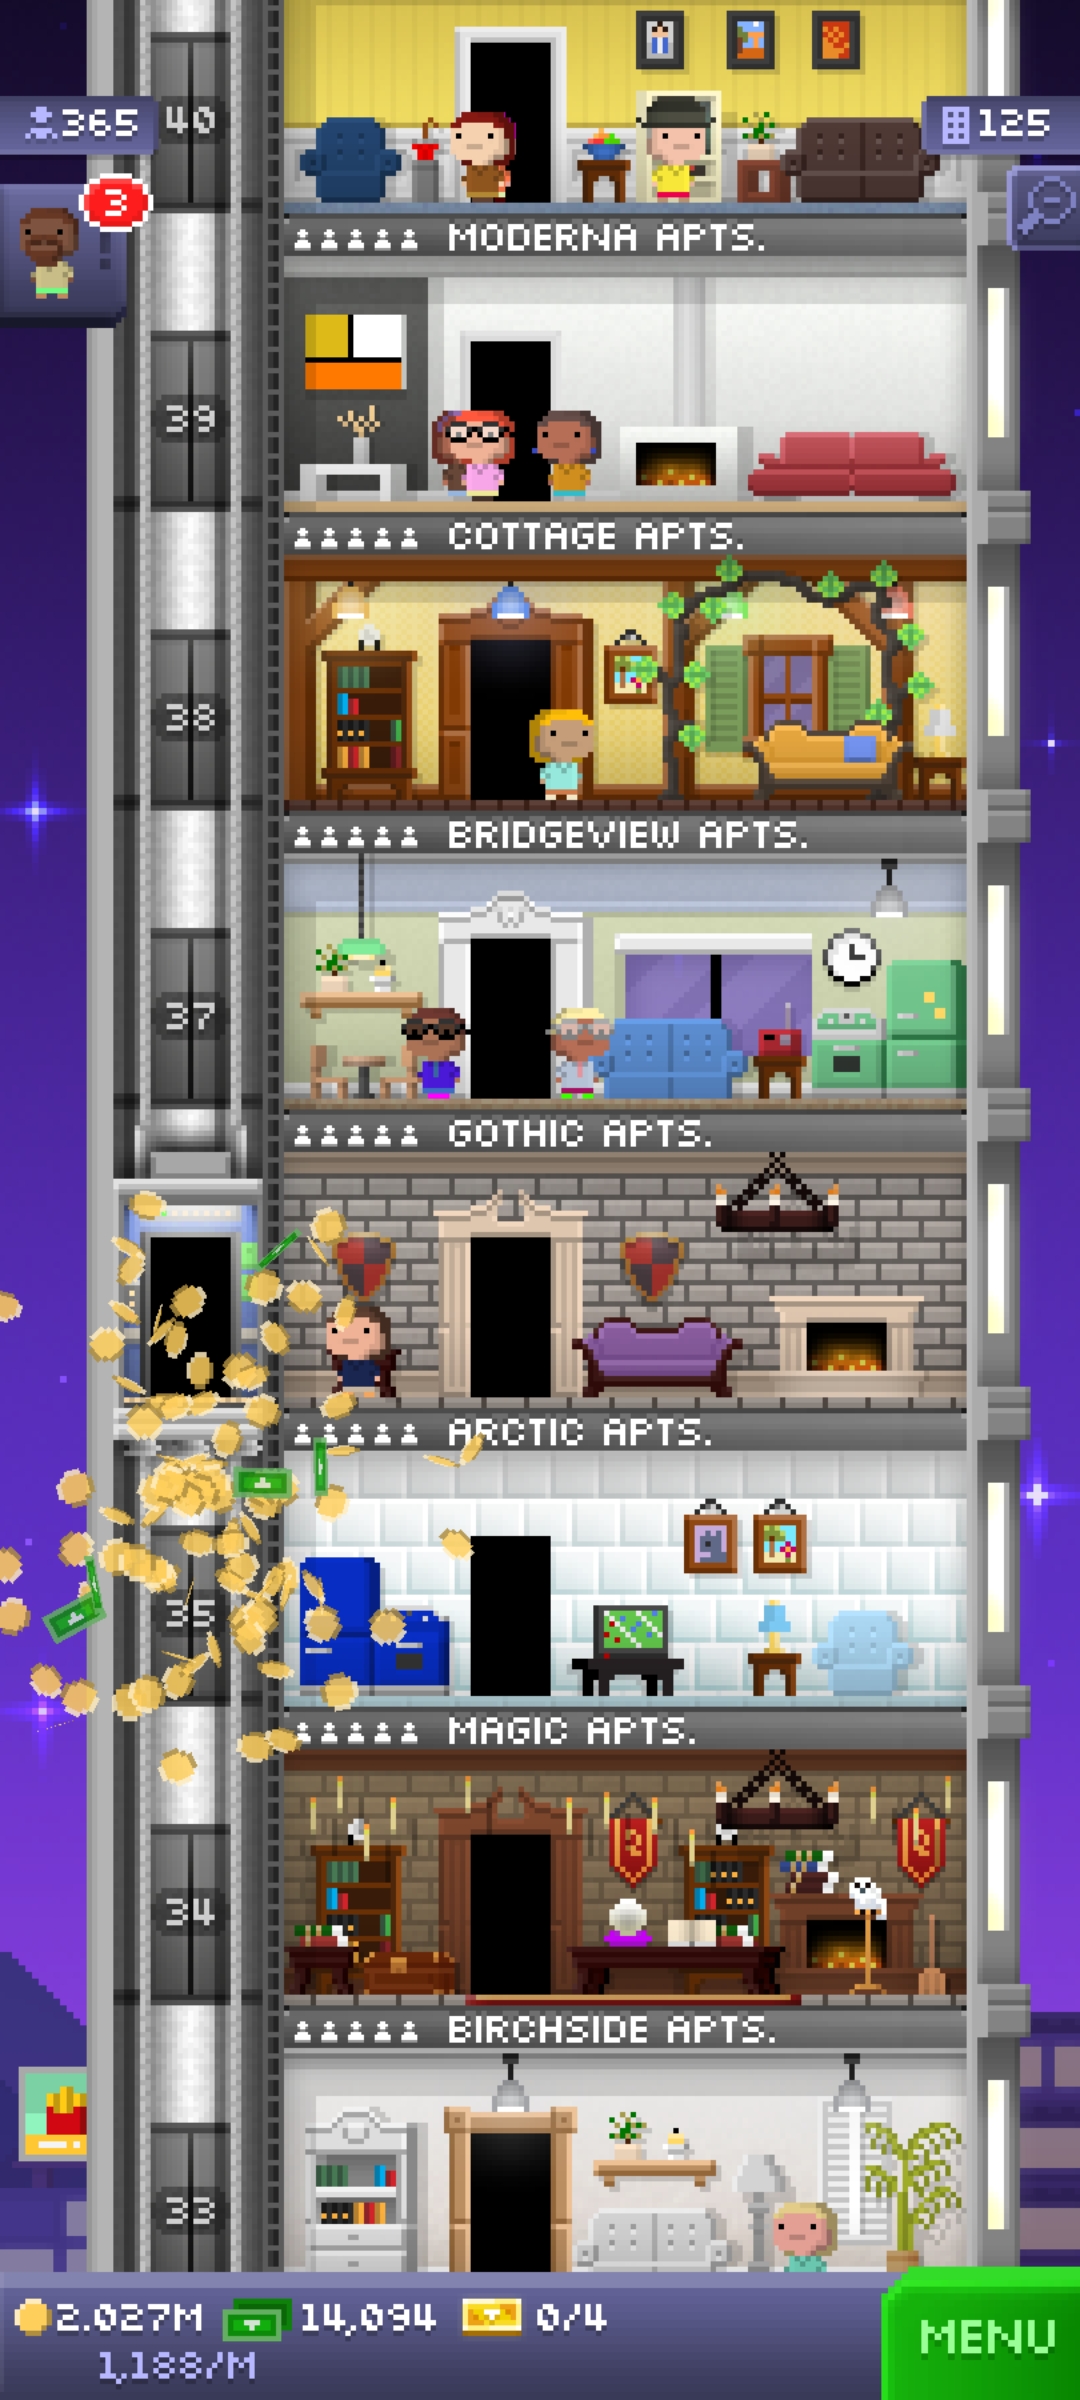 365
40
125
3
MODERNA APTS.
39
COTTAGE APTS.
38
BRIDGEVIEW APTS.
37
GOTHIC APTS.
ARCTIC APTS.
35
MAGIC APTS.
34
BIRCHSIDE APTS.
33
2.027M 14,094 0/4
1,188/M
MENU